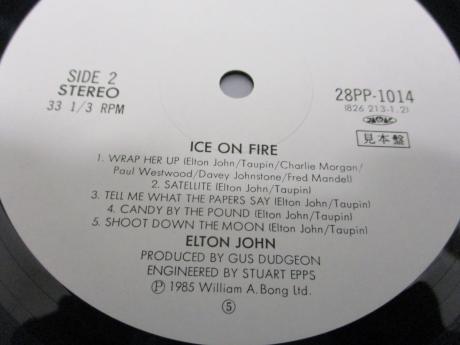 SIDE 2
STEREO
33 1/3 RPM
28PP-1014
(826 213-1.2)
見本盤
ICE ON FIRE
1. WRAP HER UP (Elton John/Taupin/Charlie Morgan/
Paul Westwood/Davey Johnstone/Fred Mandel)
2. SATELLITE (Elton John/Taupin)
3. TELL ME WHAT THE PAPERS SAY (Elton John/Taupin)
4. CANDY BY THE POUND (Elton John/Taupin)
5. SHOOT DOWN THE MOON (Elton John/Taupin)
ELTON JOHN
PRODUCED BY GUS DUDGEON
ENGINEERED BY STUART EPPS
Ⓟ 1985 William A. Bong Ltd.
⑤